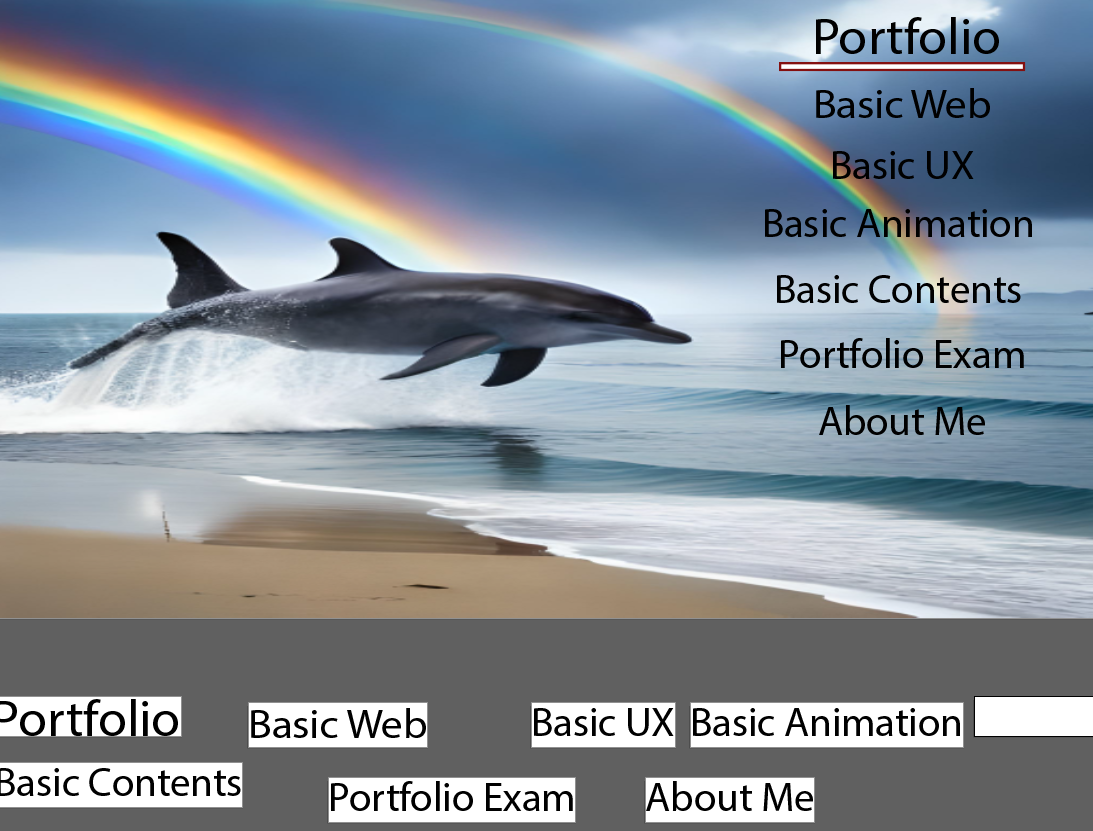 Portfolio
Basic Web
Basic UX
Basic Animation
Basic Contents
Portfolio Exam
About Me
Portfolio
Basic Web
Basic UX
Basic Animation
Basic Contents
Portfolio Exam
About Me